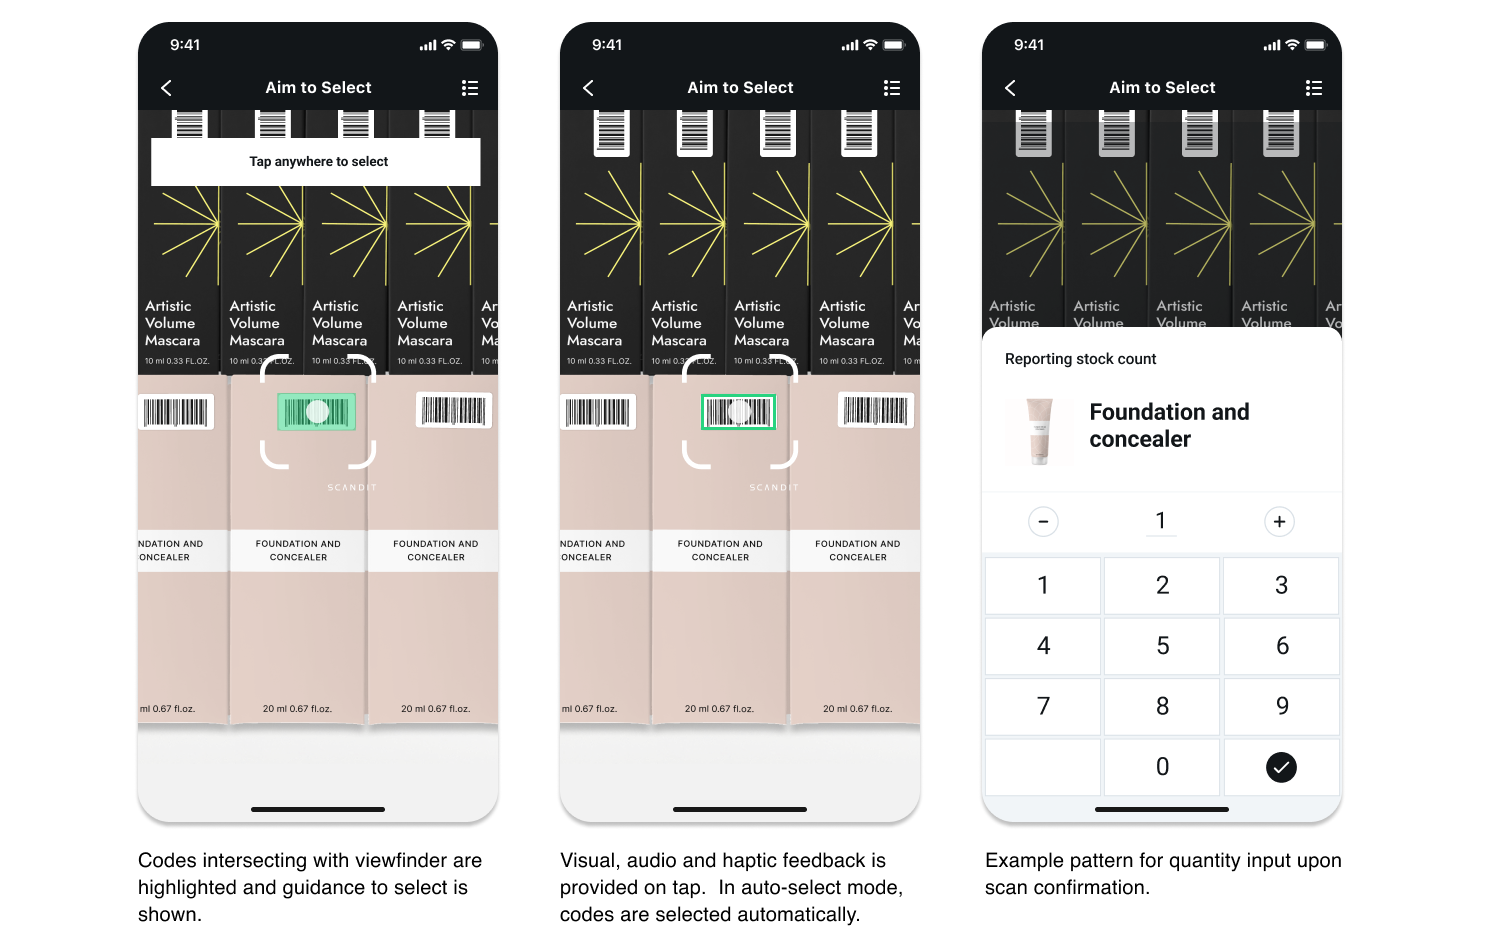 9:41
Aim to Select
Tap anywhere to select
Artistic
Volume
Mascara
10 ml 0.33 FL.OZ.
Artistic
Volume
Mascara
10 ml 0.33 FL.OZ.
Artistic
Volume
Mascara
10 ml 0.33 FL.OZ.
Artistic
Volume
Mascara
10 ml 0.33 FL.OZ.
Ar
Vo
M
10 m
SCANDIT
NDATION AND
ONCEALER
FOUNDATION AND
CONCEALER
FOUNDATION AND
CONCEALER
ml 0.67 fl.oz.
20 ml 0.67 fl.oz.
20 ml 0.67 fl.oz.
Codes intersecting with viewfinder are
highlighted and guidance to select is
shown.
9:41
Aim to Select
Artistic
Volume
Mascara
10 ml 0.33 FL.OZ.
Artistic
Volume
Mascara
10 ml 0.33 FL.OZ.
Artistic
Volume
Mascara
10 ml 0.33 FL.OZ.
Artistic
Volume
Mascara
10 ml 0.33 FL.OZ.
Ar
Vo
M
10 m
SCANDIT
NDATION AND
ONCEALER
FOUNDATION AND
CONCEALER
FOUNDATION AND
CONCEALER
ml 0.67 fl.oz.
20 ml 0.67 fl.oz.
20 ml 0.67 fl.oz.
Visual, audio and haptic feedback is
provided on tap.  In auto-select mode,
codes are selected automatically.
9:41
Aim to Select
Artistic
Volume
Artistic
Volume
Artistic
Volume
Artistic
Volume
Ar
Vo
Reporting stock count
Foundation and
concealer
− 1 +
1 2 3
4 5 6
7 8 9
0
Example pattern for quantity input upon
scan confirmation.